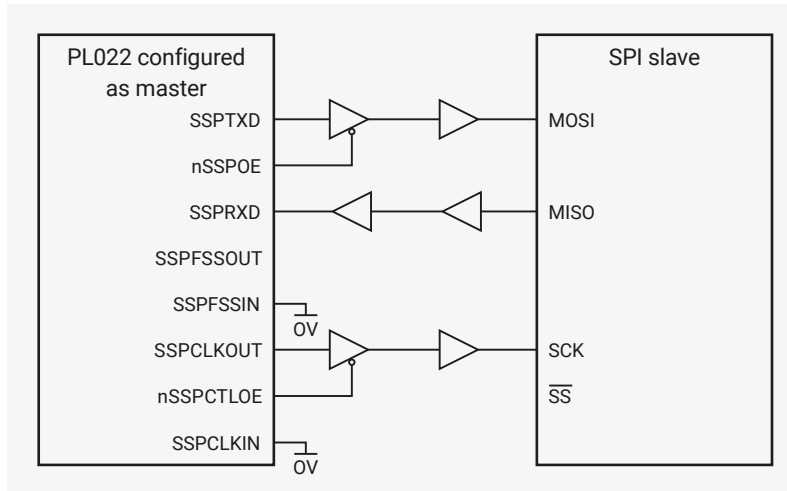 PL022 configured
as master
SPI slave
SSPTXD
MOSI
nSSPOE
SSPRXD
MISO
SSPFSSOUT
SSPFSSIN
0V
SSPCLKOUT
SCK
nSSPCTLOE
SS
SSPCLKIN
0V